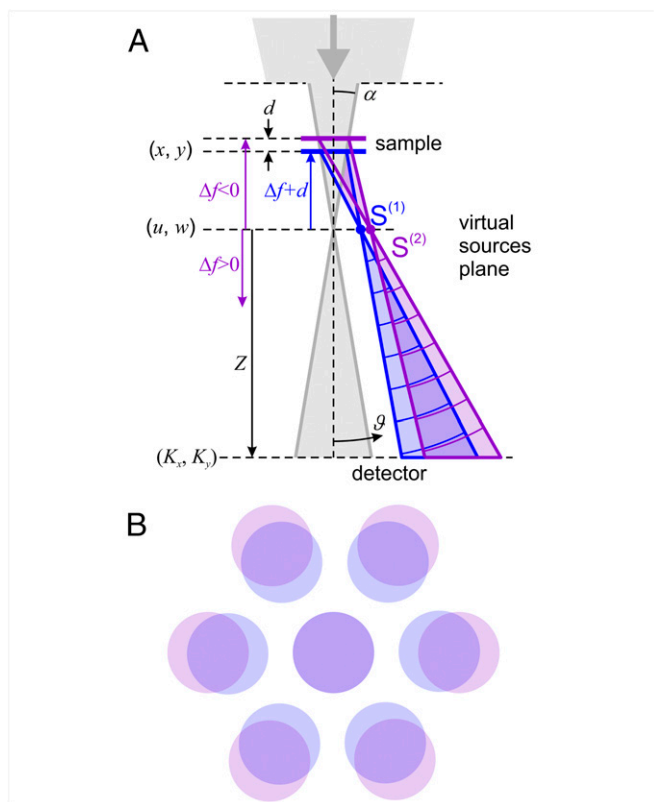 A
α
d
(x, y)
sample
Δf<0
Δf+d
S(1)
(u, w)
S(2)
virtual
sources
plane
Δf>0
Z
ϑ
(Kx, Ky)
detector
B